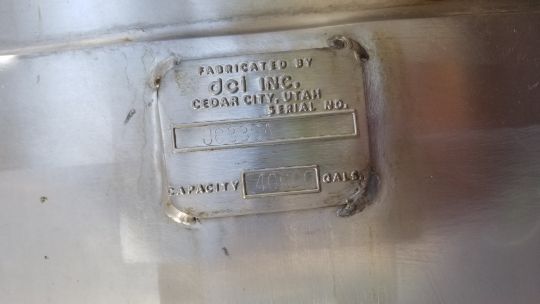 FABRICATED BY
dci INC.
CEDAR CITY, UTAH
SERIAL NO.
CAPACITY GALS.